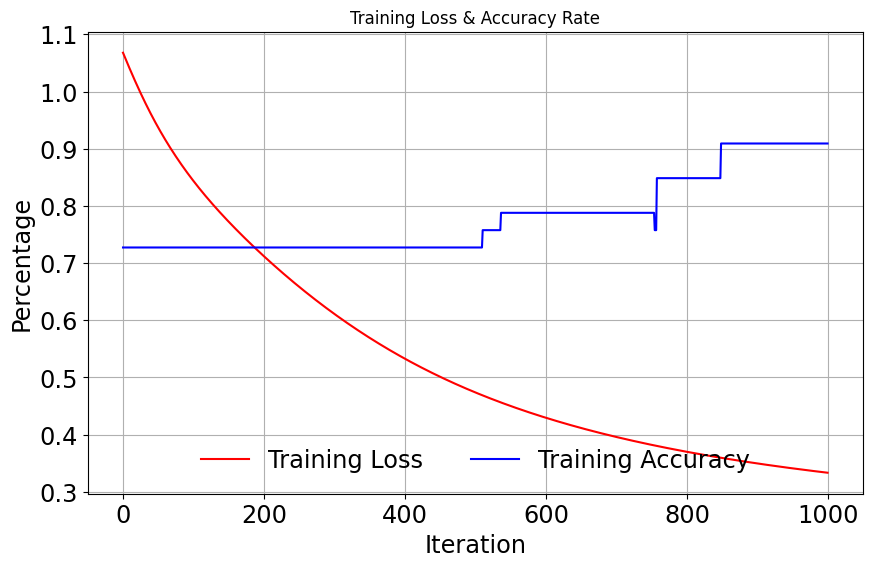 Training Loss & Accuracy Rate
1.1
1.0
0.9
0.8
0.7
0.6
0.5
0.4
0.3
Percentage
Training Loss Training Accuracy
0 200 400 600 800 1000
Iteration